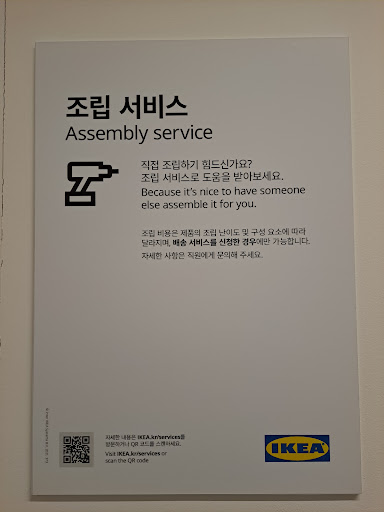 조립 서비스
Assembly service
직접 조립하기 힘드신가요?
조립 서비스로 도움을 받아보세요.
Because it's nice to have someone
else assemble it for you.
조립 비용은 제품의 조립 난이도 및 구성 요소에 따라
달라지며, 배송 서비스를 신청한 경우에만 가능합니다.
자세한 사항은 직원에게 문의해 주세요.
자세한 내용은 IKEA.kr/services를
방문하거나 QR 코드를 스캔하세요.
Visit IKEA.kr/services or
scan the QR code
IKEA